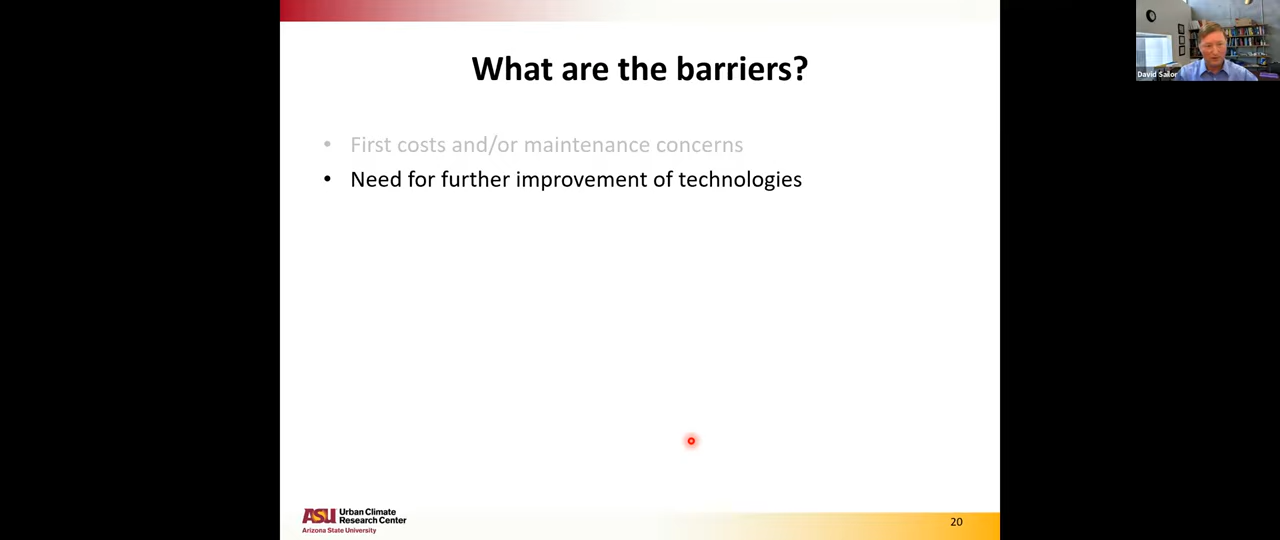 What are the barriers?
David Sailor
• First costs and/or maintenance concerns
• Need for further improvement of technologies
ASU Urban Climate
Research Center
Arizona State University
20